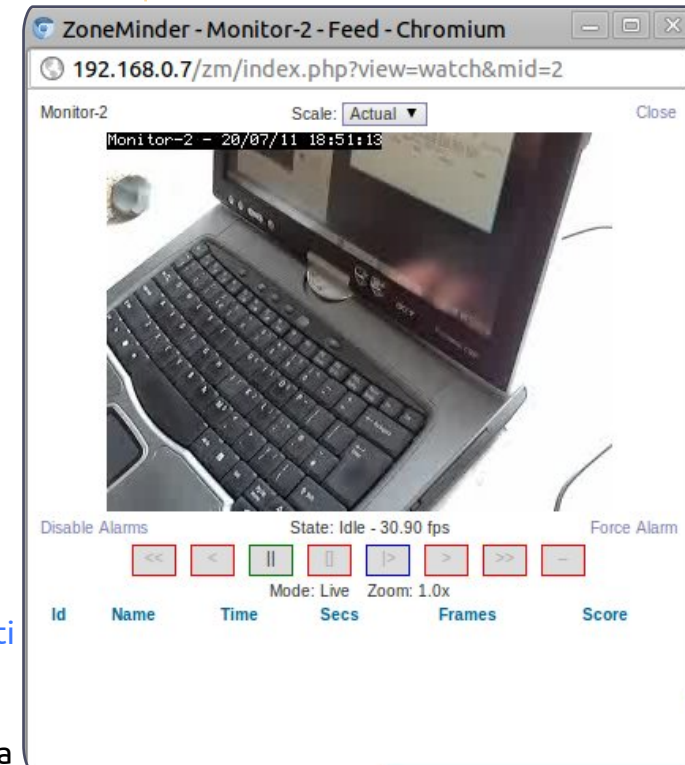 ZoneMinder - Monitor-2 - Feed - Chromium
192.168.0.7/zm/index.php?view=watch&mid=2
Monitor-2 Scale: Actual ▼ Close
Monitor-2 - 20/07/11 18:51:13
Disable Alarms State: Idle - 30.90 fps Force Alarm
<< < || [] |> > >> –
Mode: Live Zoom: 1.0x
Id Name Time Secs Frames Score
ti
a